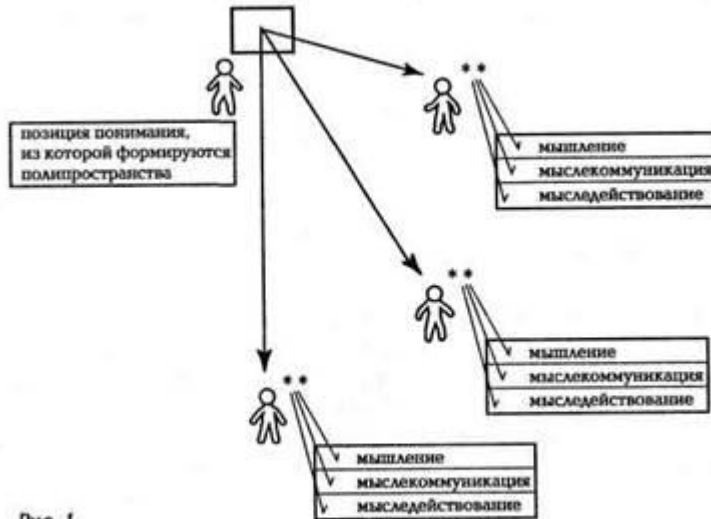 позиция понимания,
из которой формируются
полипространства
* *
мышление
мыслекоммуникация
мыследействование
* *
мышление
мыслекоммуникация
мыследействование
* *
мышление
мыслекоммуникация
мыследействование
Рис. 1